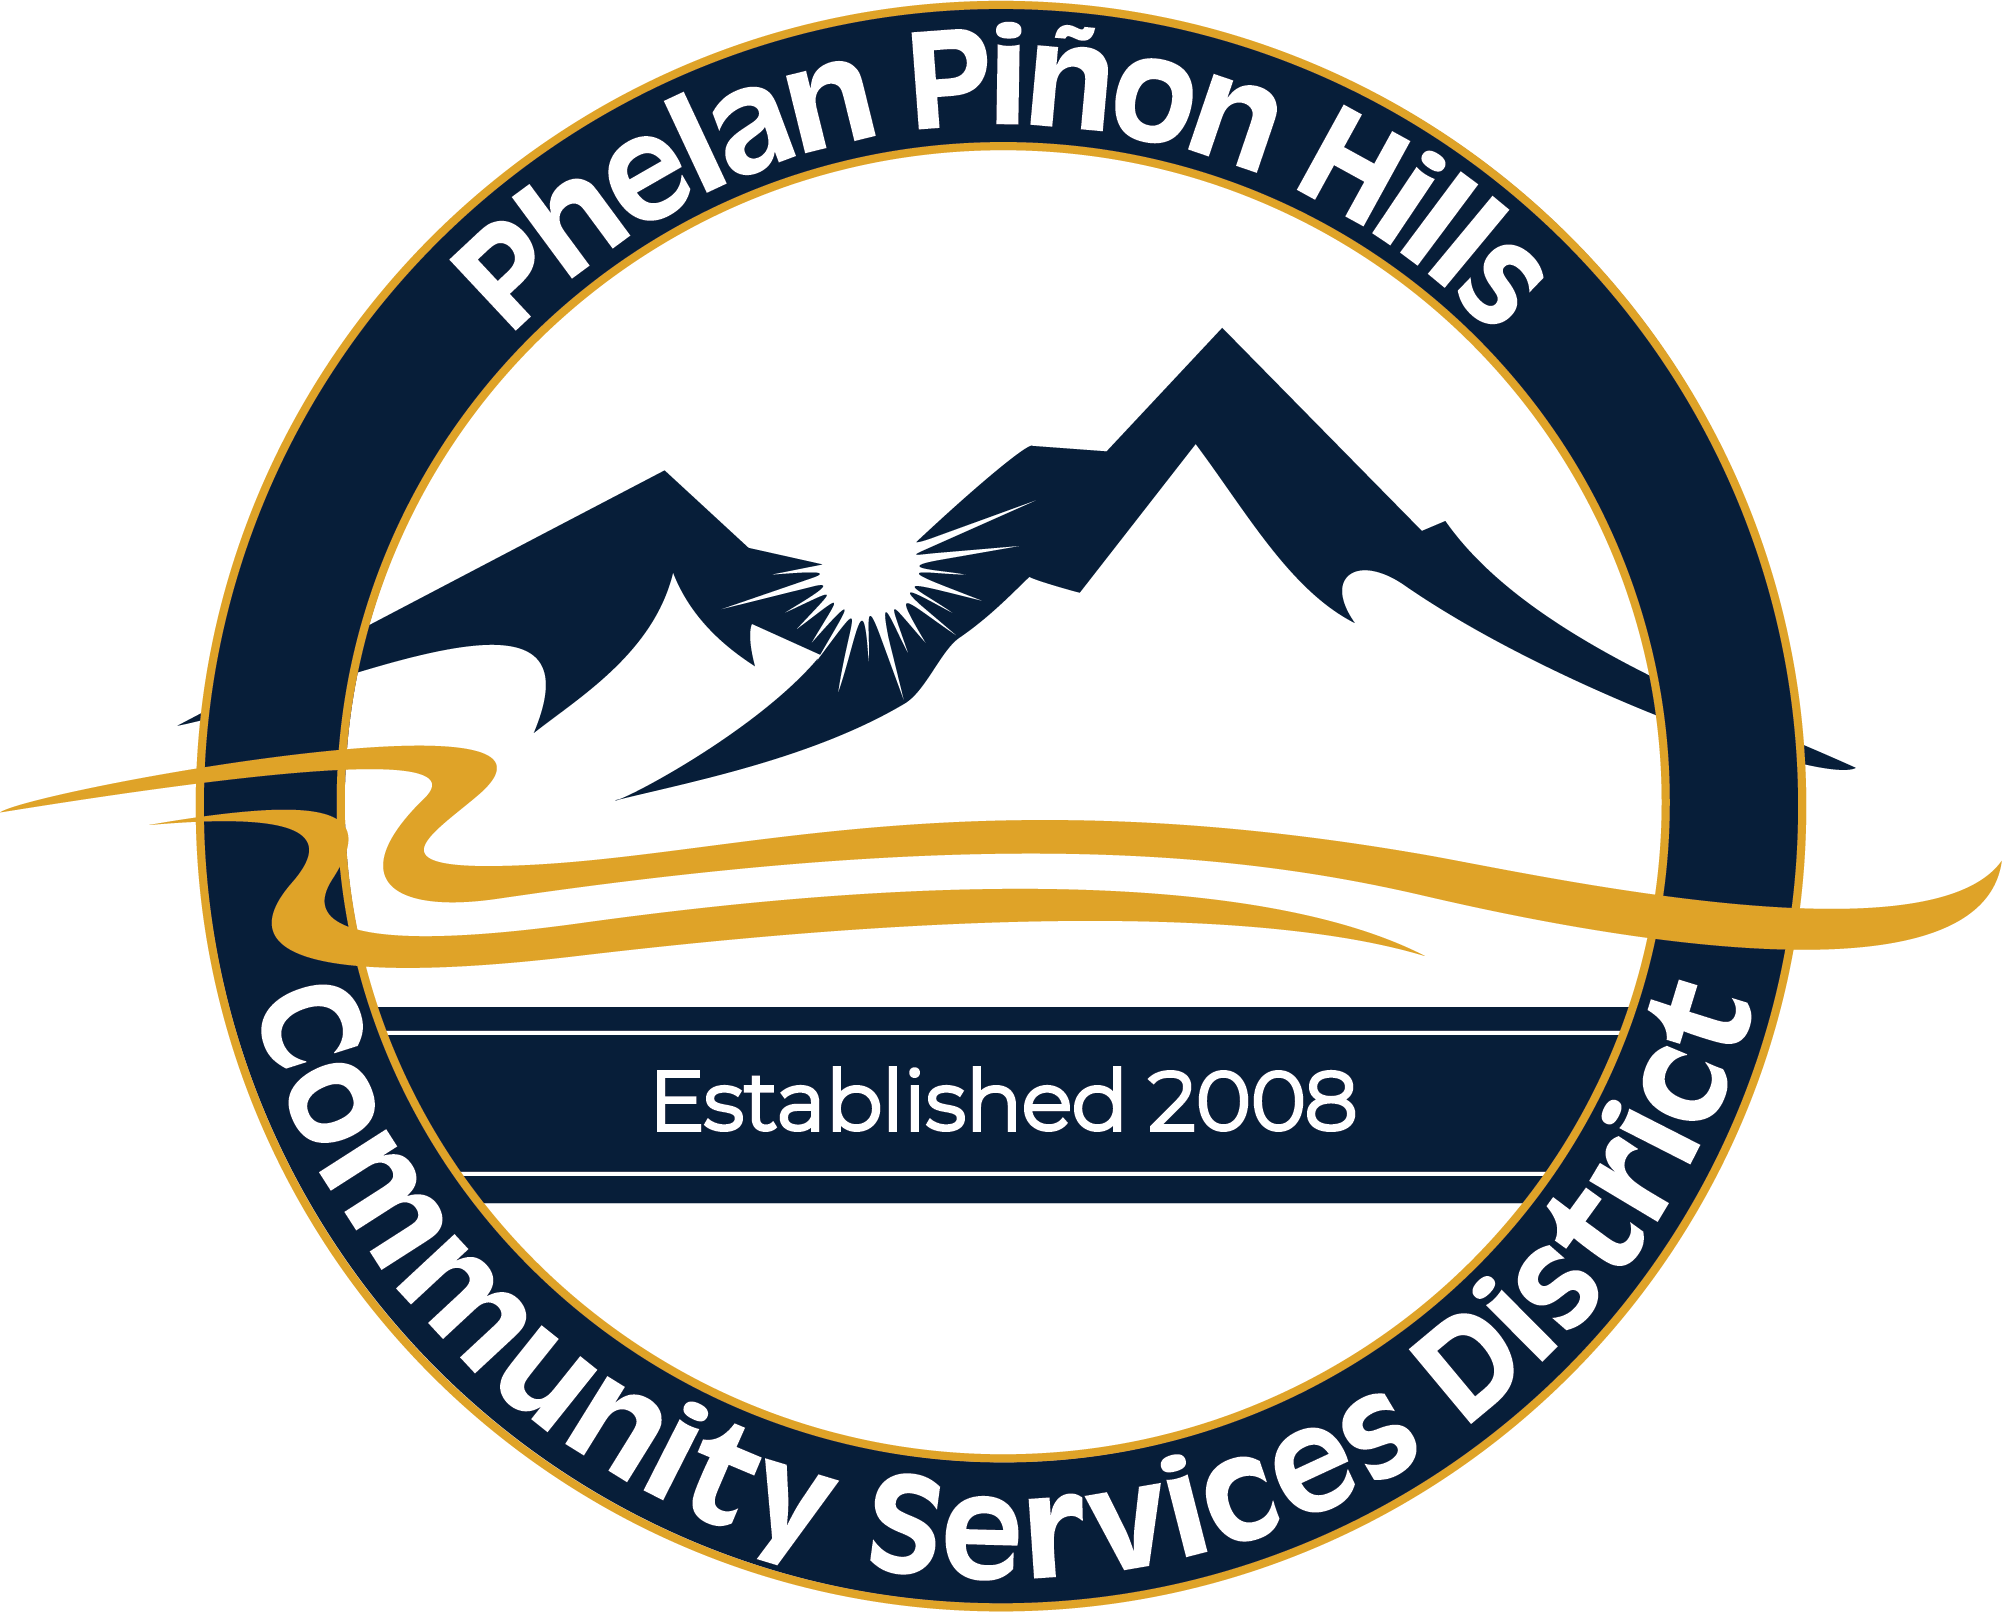 Phelan Piñon Hills
Established 2008
Community Services District